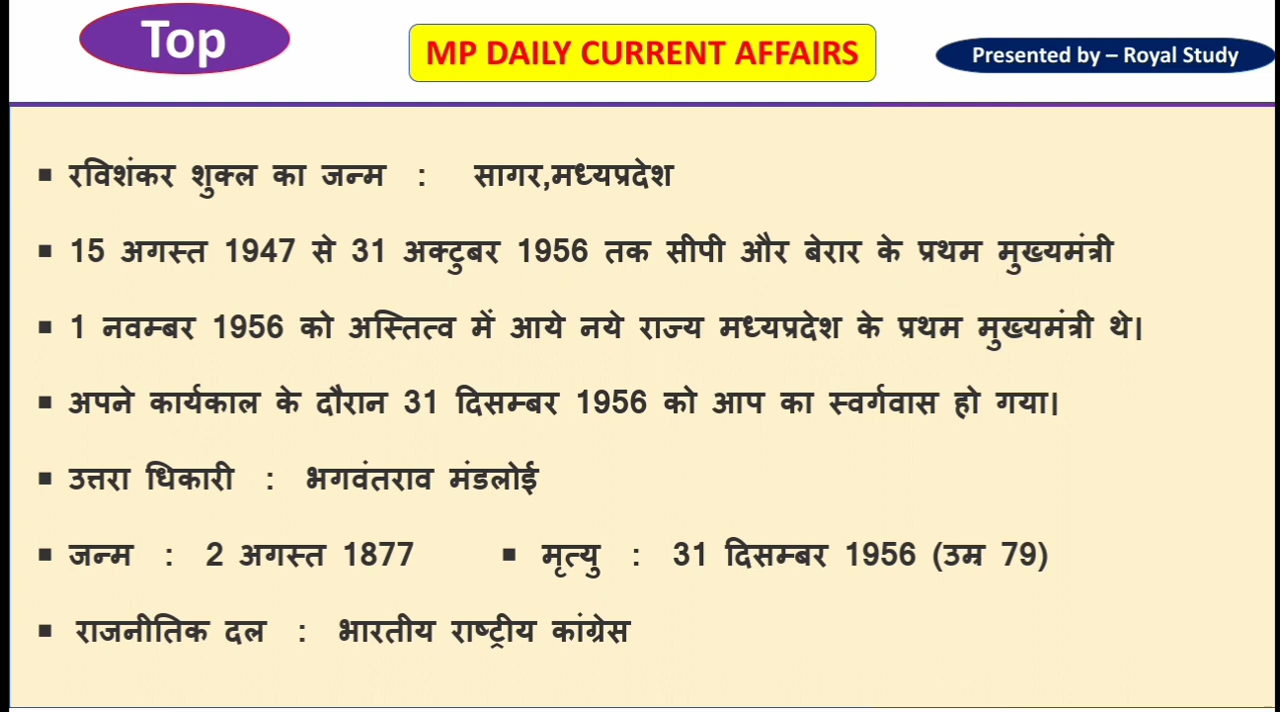 Top
MP DAILY CURRENT AFFAIRS
Presented by – Royal Study
▪ रविशंकर शुक्ल का जन्म : सागर,मध्यप्रदेश
▪ 15 अगस्त 1947 से 31 अक्टुबर 1956 तक सीपी और बेरार के प्रथम मुख्यमंत्री
▪ 1 नवम्बर 1956 को अस्तित्व में आये नये राज्य मध्यप्रदेश के प्रथम मुख्यमंत्री थे।
▪ अपने कार्यकाल के दौरान 31 दिसम्बर 1956 को आप का स्वर्गवास हो गया।
▪ उत्तरा धिकारी : भगवंतराव मंडलोई
▪ जन्म : 2 अगस्त 1877 ▪ मृत्यु : 31 दिसम्बर 1956 (उम्र 79)
▪ राजनीतिक दल : भारतीय राष्ट्रीय कांग्रेस